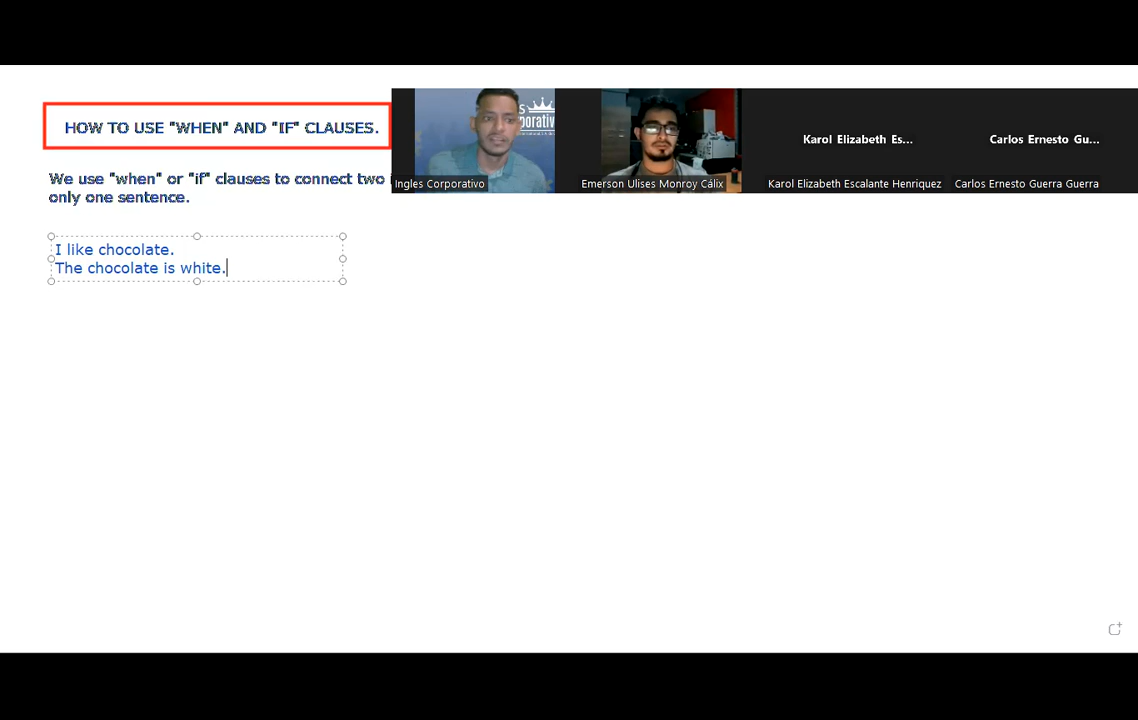 HOW TO USE "WHEN" AND "IF" CLAUSES.
We use "when" or "if" clauses to connect two
only one sentence.
I like chocolate.
The chocolate is white.
Ingles Corporativo
Emerson Ulises Monroy Cálix
Karol Elizabeth Es...
Karol Elizabeth Escalante Henriquez
Carlos Ernesto Gu...
Carlos Ernesto Guerra Guerra